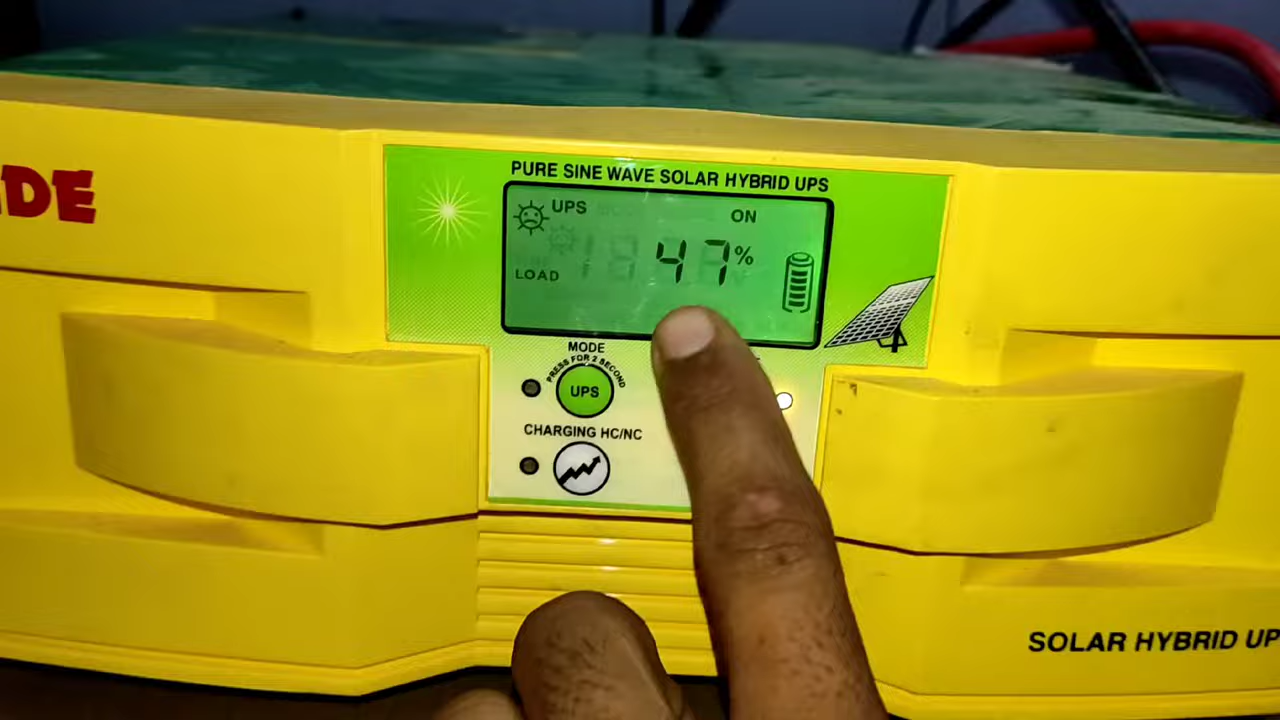 IDE
PURE SINE WAVE SOLAR HYBRID UPS
UPS ON
47%
LOAD
MODE
PRESS FOR 2 SECOND
UPS
CHARGING HC/NC
SOLAR HYBRID UP